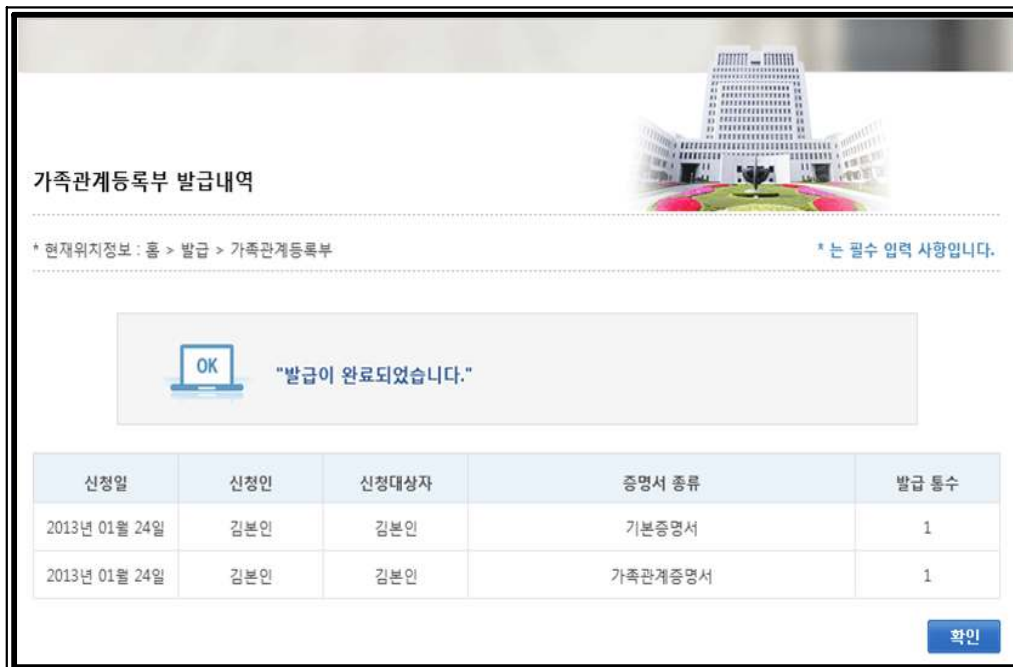 가족관계등록부 발급내역
* 현재위치정보 : 홈 > 발급 > 가족관계등록부
* 는 필수 입력 사항입니다.
OK
"발급이 완료되었습니다."
신청일 신청인 신청대상자 증명서 종류 발급 통수
2013년 01월 24일 김본인 김본인 기본증명서 1
2013년 01월 24일 김본인 김본인 가족관계증명서 1
확인